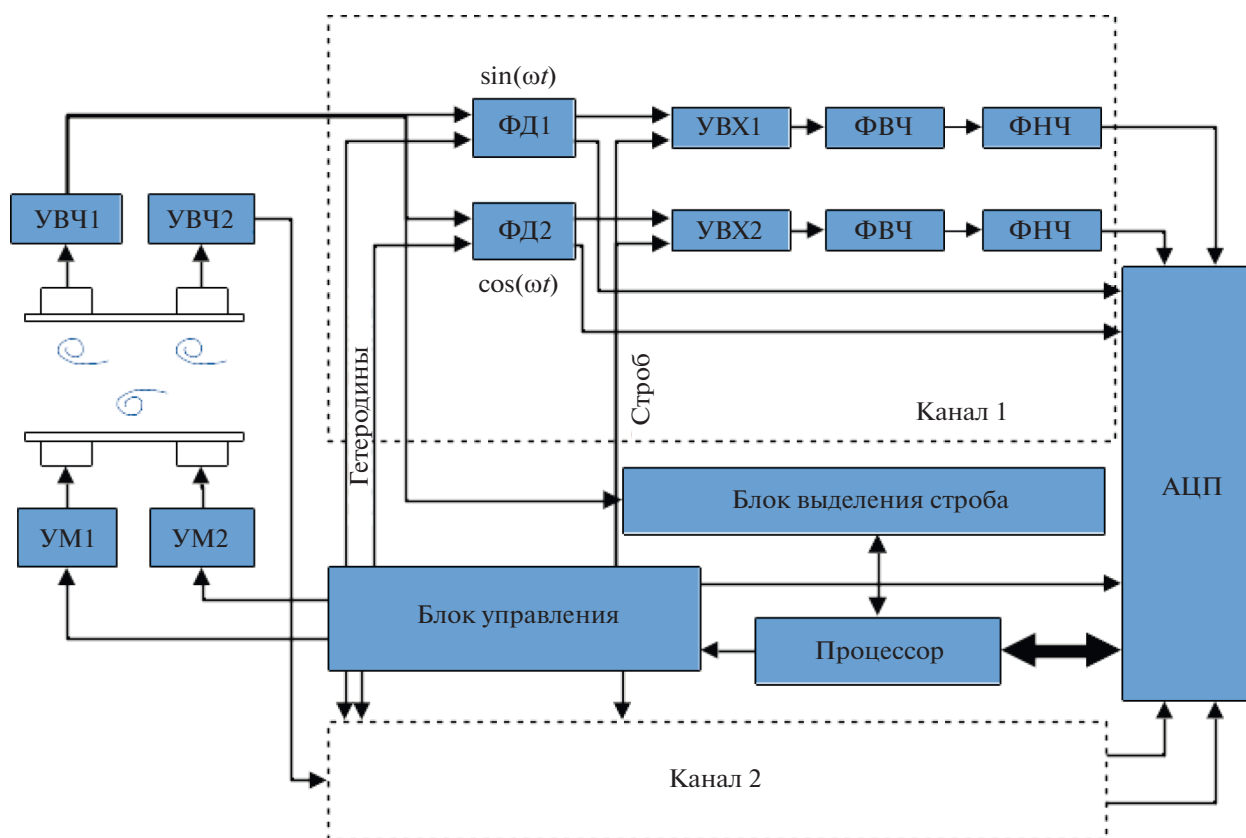 sin(ωt)
ФД1
УВХ1
ФВЧ
ФНЧ
УВЧ1
УВЧ2
ФД2
УВХ2
ФВЧ
ФНЧ
cos(ωt)
Гетеродины
Строб
Канал 1
АЦП
Блок выделения строба
УМ1
УМ2
Блок управления
Процессор
Канал 2